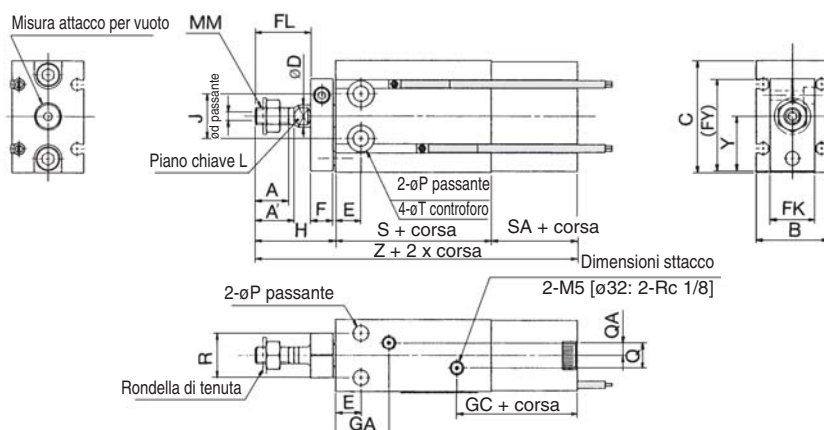 Misura attacco per vuoto
MM
FL
øD
J
ød passante
Piano chiave L
A
A'
H
F
E
2-øP passante
4-øT controforo
S + corsa
SA + corsa
Z + 2 x corsa
C
(FY)
Y
FK
B
Dimensioni sttacco
2-M5 [ø32: 2-Rc 1/8]
2-øP passante
R
Rondella di tenuta
E
GA
GC + corsa
QA
Q